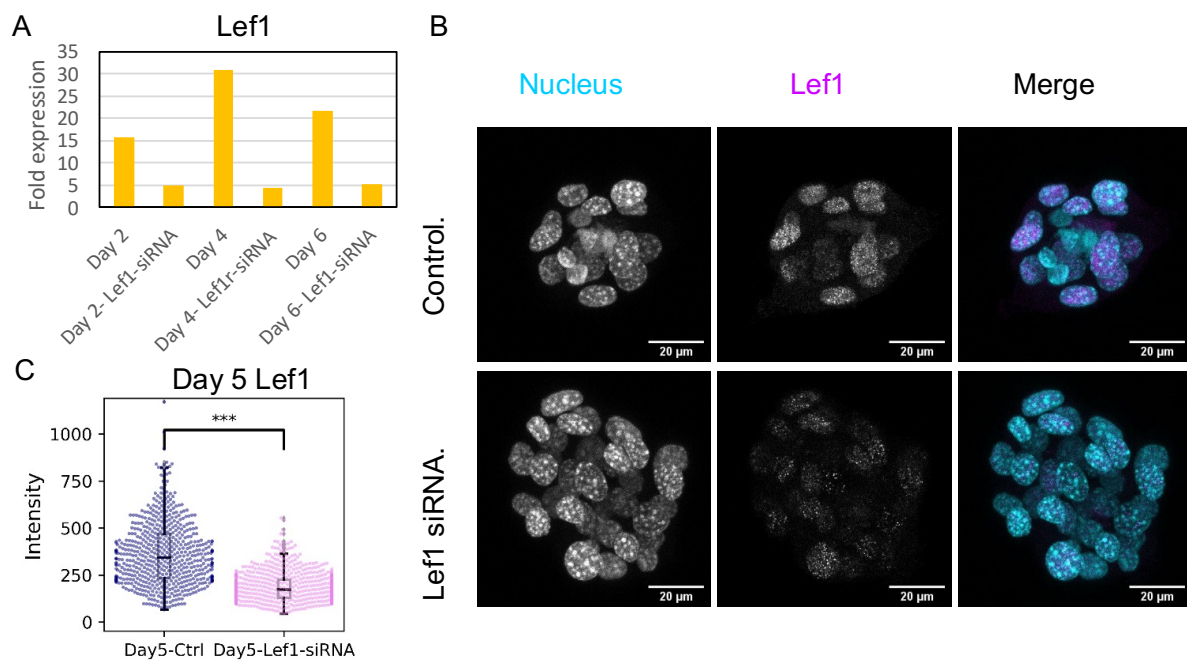 A
Lef1
Fold expression
35
30
25
20
15
10
5
0
Day 2
Day 2- Lef1-siRNA
Day 4
Day 4- Lef1r-siRNA
Day 6
Day 6- Lef1-siRNA
B
Nucleus
Lef1
Merge
Control.
20 µm
20 µm
20 µm
Lef1 siRNA.
20 µm
20 µm
20 µm
C
Day 5 Lef1
***
Intensity
1000
750
500
250
0
Day5-Ctrl
Day5-Lef1-siRNA